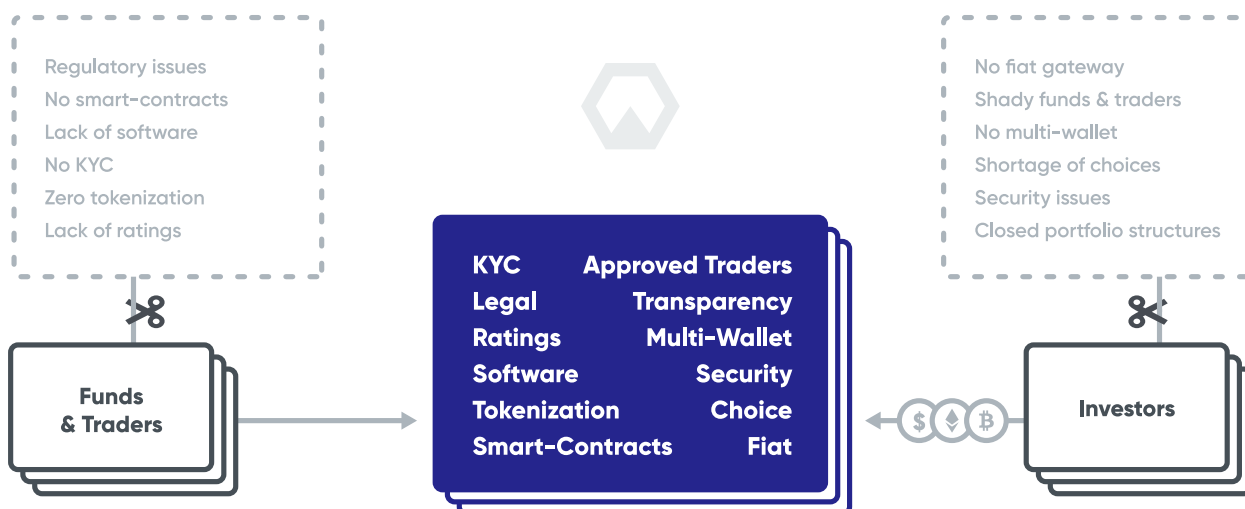 Regulatory issues
No smart-contracts
Lack of software
No KYC
Zero tokenization
Lack of ratings
Funds
& Traders
KYC Approved Traders
Legal Transparency
Ratings Multi-Wallet
Software Security
Tokenization Choice
Smart-Contracts Fiat
No fiat gateway
Shady funds & traders
No multi-wallet
Shortage of choices
Security issues
Closed portfolio structures
$
Investors